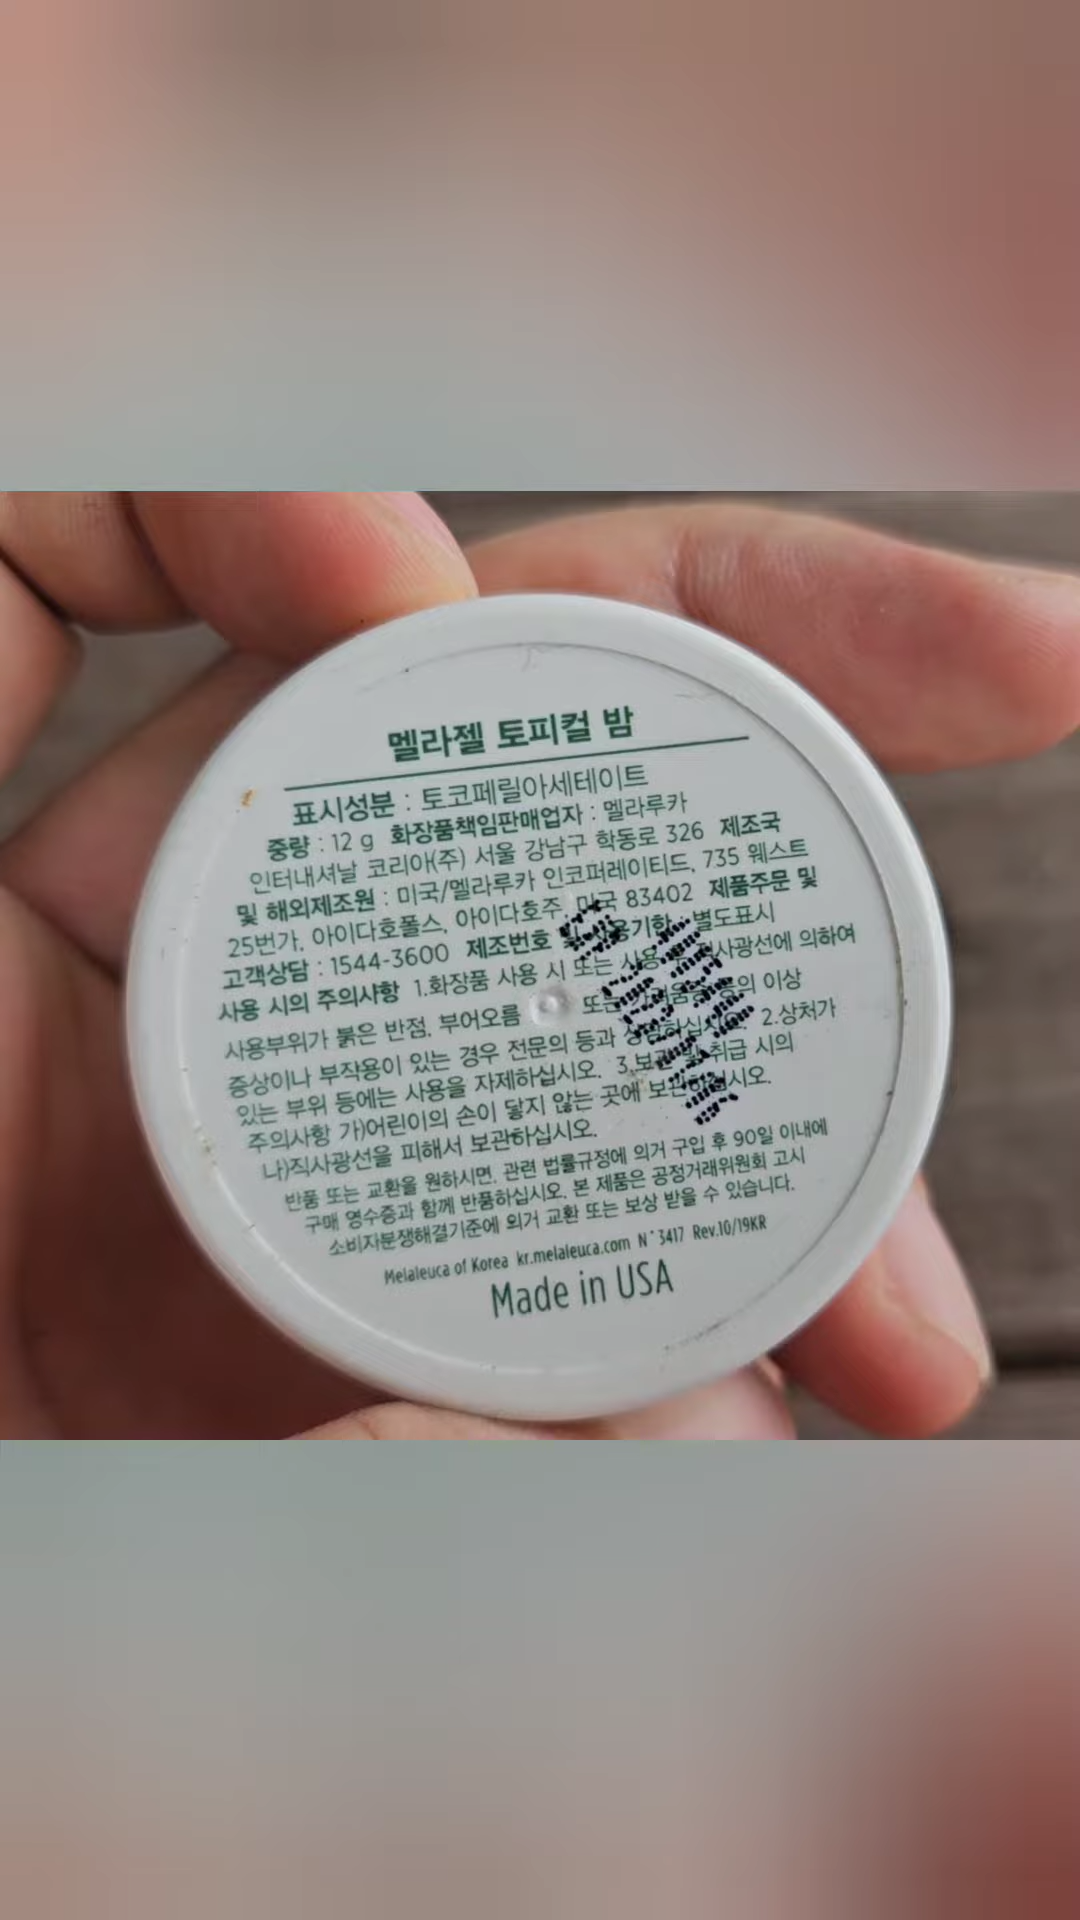 멜라젤 토피컬 밤
표시성분 : 토코페릴아세테이트
중량 : 12 g 화장품책임판매업자 : 멜라루카
인터내셔날 코리아(주) 서울 강남구 학동로 326 제조국
및 해외제조원 : 미국/멜라루카 인코퍼레이티드, 735 웨스트
25번가, 아이다호폴스, 아이다호주, 미국 83402 제품주문 및
고객상담 : 1544-3600 제조번호 및 사용기한 : 별도표시
사용 시의 주의사항 1.화장품 사용 시 또는 사용 후 직사광선에 의하여
사용부위가 붉은 반점, 부어오름 또는 가려움증 등의 이상
증상이나 부작용이 있는 경우 전문의 등과 상담하십시오. 2.상처가
있는 부위 등에는 사용을 자제하십시오. 3.보관 및 취급 시의
주의사항 가)어린이의 손이 닿지 않는 곳에 보관하십시오.
나)직사광선을 피해서 보관하십시오.
반품 또는 교환을 원하시면, 관련 법률규정에 의거 구입 후 90일 이내에
구매 영수증과 함께 반품하십시오. 본 제품은 공정거래위원회 고시
소비자분쟁해결기준에 의거 교환 또는 보상 받을 수 있습니다.
Melaleuca of Korea kr.melaleuca.com N° 3417 Rev.10/19KR
Made in USA